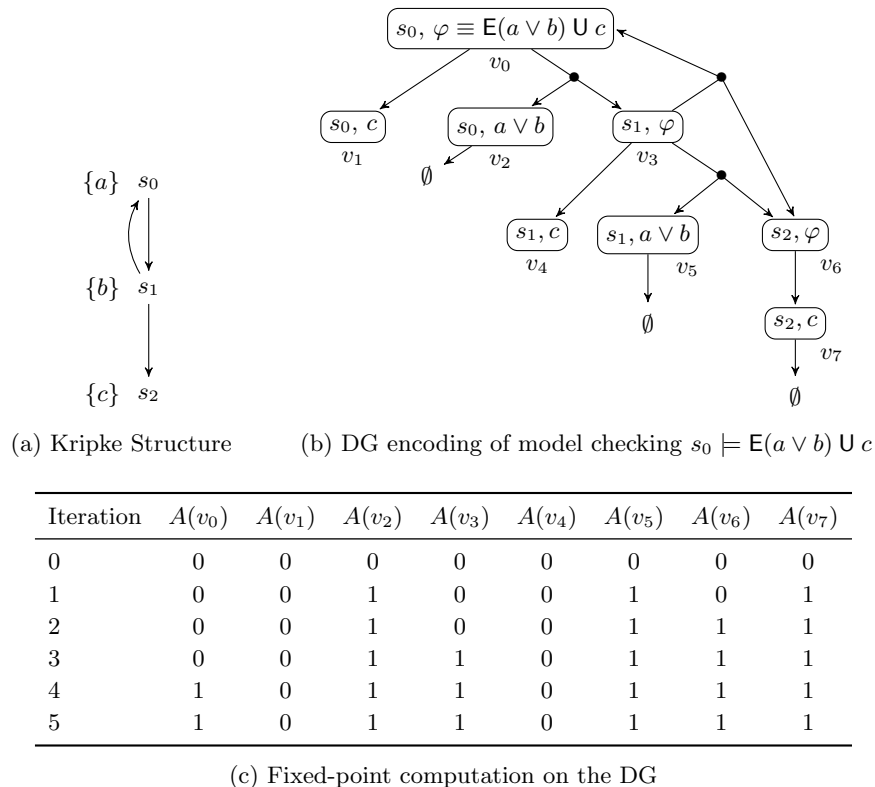 {a} s₀
{b} s₁
{c} s₂
(a) Kripke Structure
s₀, φ ≡ E(a ∨ b) U c
v₀
s₀, c
v₁
s₀, a ∨ b
v₂
s₁, φ
v₃
∅
s₁, c
v₄
s₁, a ∨ b
v₅
s₂, φ
v₆
∅
s₂, c
v₇
∅
(b) DG encoding of model checking s₀ ⊨ E(a ∨ b) U c
Iteration A(v₀) A(v₁) A(v₂) A(v₃) A(v₄) A(v₅) A(v₆) A(v₇)
0 0 0 0 0 0 0 0 0
1 0 0 1 0 0 1 0 1
2 0 0 1 0 0 1 1 1
3 0 0 1 1 0 1 1 1
4 1 0 1 1 0 1 1 1
5 1 0 1 1 0 1 1 1
(c) Fixed-point computation on the DG